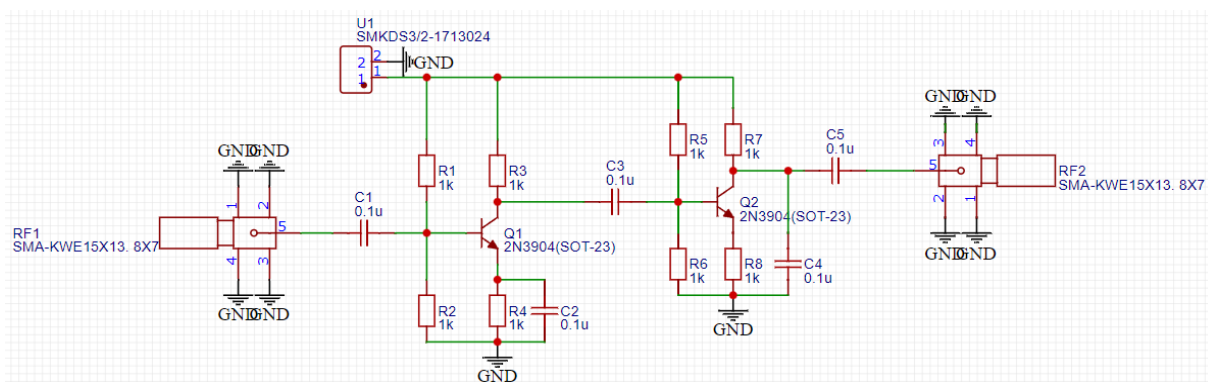 U1
SMKDS3/2-1713024
2
2
1
1
GND
R1
1k
R3
1k
R5
1k
R7
1k
C1
0.1u
C3
0.1u
C5
0.1u
GND
GND
1
2
5
4
3
RF1
SMA-KWE15X13. 8X7
GND
GND
Q1
2N3904(SOT-23)
Q2
2N3904(SOT-23)
R2
1k
R4
1k
C2
0.1u
GND
R6
1k
R8
1k
C4
0.1u
GND
GND
GND
3
4
5
2
1
RF2
SMA-KWE15X13. 8X7
GND
GND